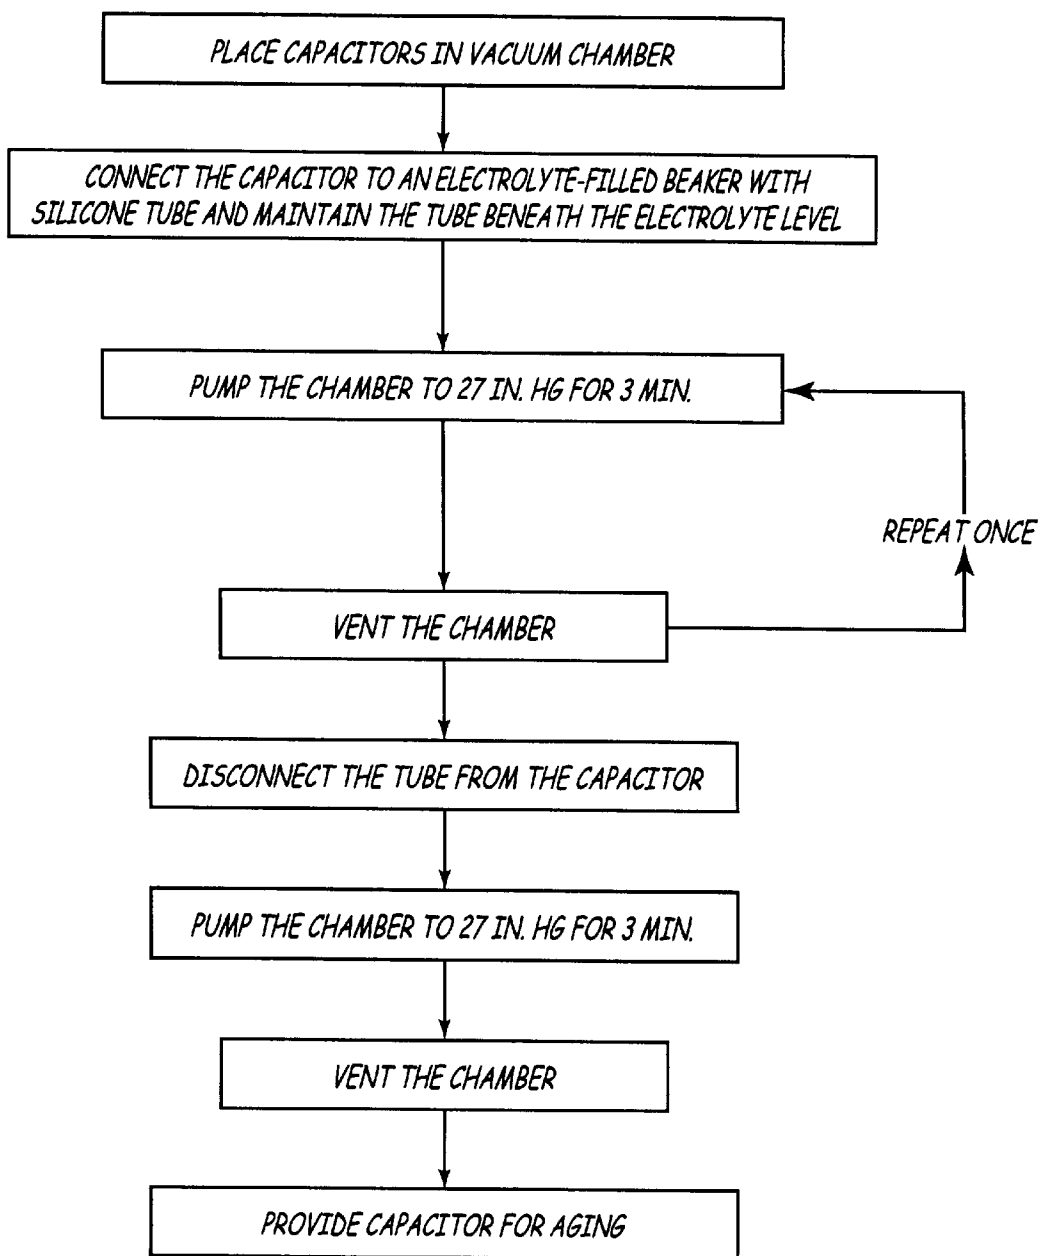 PLACE CAPACITORS IN VACUUM CHAMBER
CONNECT THE CAPACITOR TO AN ELECTROLYTE-FILLED BEAKER WITH
SILICONE TUBE AND MAINTAIN THE TUBE BENEATH THE ELECTROLYTE LEVEL
PUMP THE CHAMBER TO 27 IN. HG FOR 3 MIN.
REPEAT ONCE
VENT THE CHAMBER
DISCONNECT THE TUBE FROM THE CAPACITOR
PUMP THE CHAMBER TO 27 IN. HG FOR 3 MIN.
VENT THE CHAMBER
PROVIDE CAPACITOR FOR AGING